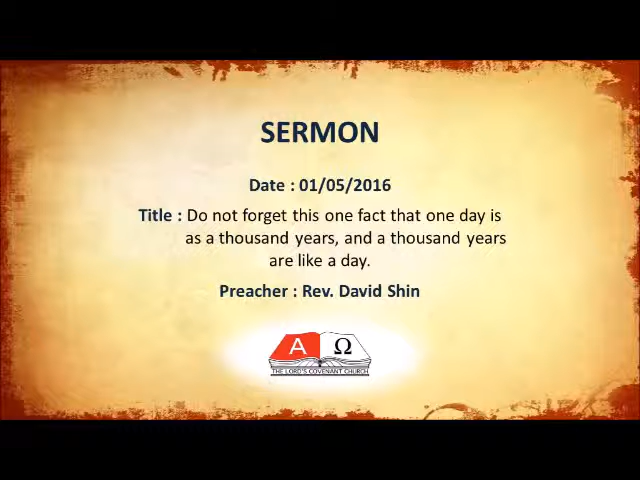 SERMON
Date : 01/05/2016
Title : Do not forget this one fact that one day is
as a thousand years, and a thousand years
are like a day.
Preacher : Rev. David Shin
A Ω
THE LORD'S COVENANT CHURCH